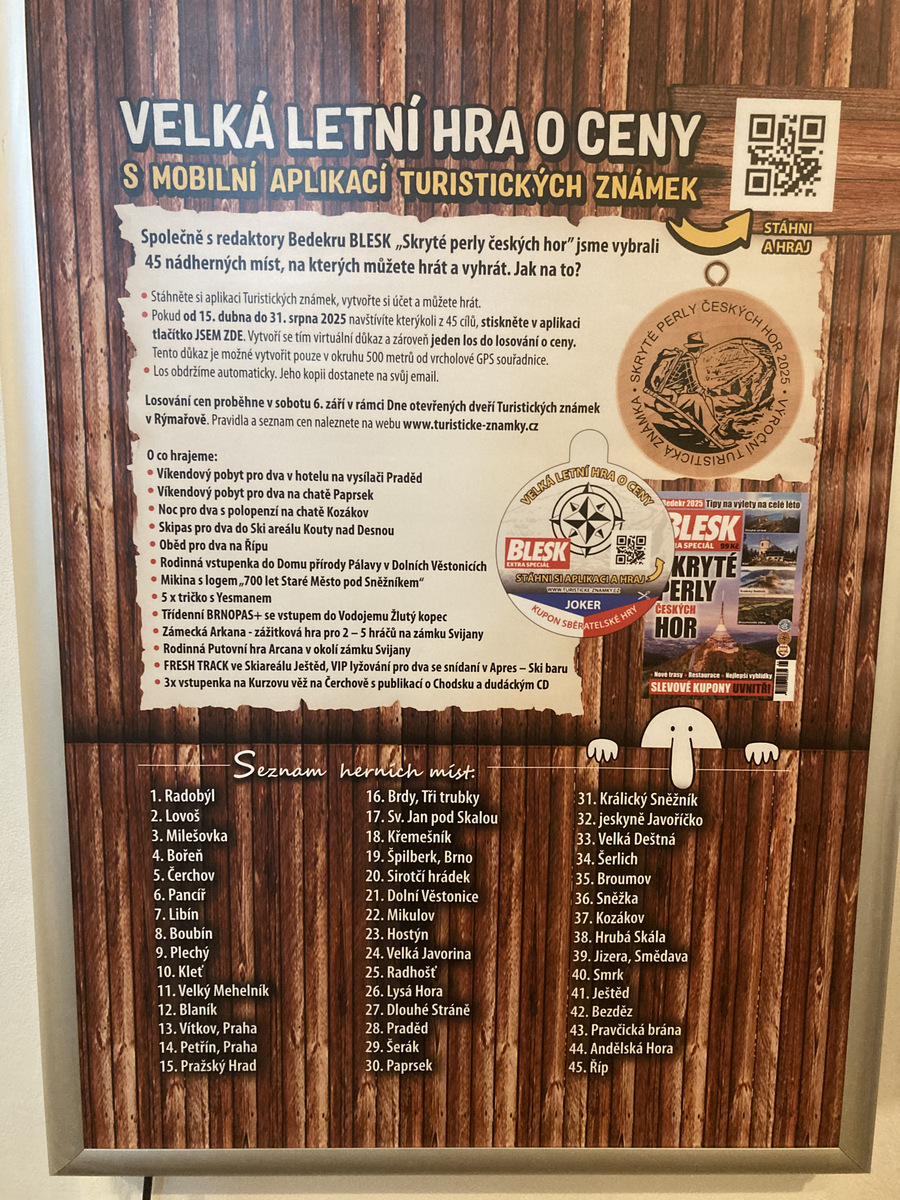 VELKÁ LETNÍ HRA O CENY
S MOBILNÍ APLIKACÍ TURISTICKÝCH ZNÁMEK
STÁHNI
A HRAJ
Společně s redaktory Bedekru BLESK „Skryté perly českých hor" jsme vybrali
45 nádherných míst, na kterých můžete hrát a vyhrát. Jak na to?
• Stáhněte si aplikaci Turistických známek, vytvořte si účet a můžete hrát.
• Pokud od 15. dubna do 31. srpna 2025 navštívíte kterýkoli z 45 cílů, stiskněte v aplikaci
tlačítko JSEM ZDE. Vytvoří se tím virtuální důkaz a zároveň jeden los do losování o ceny.
Tento důkaz je možné vytvořit pouze v okruhu 500 metrů od vrcholové GPS souřadnice.
• Los obdržíme automaticky. Jeho kopii dostanete na svůj email.
Losování cen proběhne v sobotu 6. září v rámci Dne otevřených dveří Turistických známek
v Rýmařově. Pravidla a seznam cen naleznete na webu www.turisticke-znamky.cz
• SKRYTÉ PERLY ČESKÝCH HOR 2025 •
VÝROČNÍ TURISTICKÁ ZNÁMKA
O co hrajeme:
• Víkendový pobyt pro dva v hotelu na vysílači Praděd
• Víkendový pobyt pro dva na chatě Paprsek
• Noc pro dva s polopenzí na chatě Kozákov
• Skipas pro dva do Ski areálu Kouty nad Desnou
• Oběd pro dva na Řípu
• Rodinná vstupenka do Domu přírody Pálavy v Dolních Věstonicích
• Mikina s logem „700 let Staré Město pod Sněžníkem"
• 5 x tričko s Yesmanem
• Třídenní BRNOPAS+ se vstupem do Vodojemu Žlutý kopec
• Zámecká Arkana - zážitková hra pro 2 – 5 hráčů na zámku Svijany
• Rodinná Putovní hra Arcana v okolí zámku Svijany
• FRESH TRACK ve Skiareálu Ještěd, VIP lyžování pro dva se snídaní v Apres – Ski baru
• 3x vstupenka na Kurzovu věž na Čerchově s publikací o Chodsku a dudáckým CD
VELKÁ LETNÍ HRA O CENY
BLESK
EXTRA SPECIÁL
STÁHNI SI APLIKACI A HRAJ
WWW.TURISTICKE-ZNAMKY.CZ
JOKER
KUPON SBĚRATELSKÉ HRY
Bedekr 2025 Tipy na výlety na celé léto
BLESK
EXTRA SPECIÁL
99 Kč
KRYTÉ
PERLY
ČESKÝCH
HOR
• Nové trasy • Restaurace • Nejlepší vyhlídky
SLEVOVÉ KUPONY UVNITŘ!
Seznam herních míst:
1. Radobýl
2. Lovoš
3. Milešovka
4. Bořeň
5. Čerchov
6. Pancíř
7. Libín
8. Boubín
9. Plechý
10. Kleť
11. Velký Mehelník
12. Blaník
13. Vítkov, Praha
14. Petřín, Praha
15. Pražský Hrad
16. Brdy, Tři trubky
17. Sv. Jan pod Skalou
18. Křemešník
19. Špilberk, Brno
20. Sirotčí hrádek
21. Dolní Věstonice
22. Mikulov
23. Hostýn
24. Velká Javorina
25. Radhošť
26. Lysá Hora
27. Dlouhé Stráně
28. Praděd
29. Šerák
30. Paprsek
31. Králický Sněžník
32. jeskyně Javoříčko
33. Velká Deštná
34. Šerlich
35. Broumov
36. Sněžka
37. Kozákov
38. Hrubá Skála
39. Jizera, Smědava
40. Smrk
41. Ještěd
42. Bezděz
43. Pravčická brána
44. Andělská Hora
45. Říp